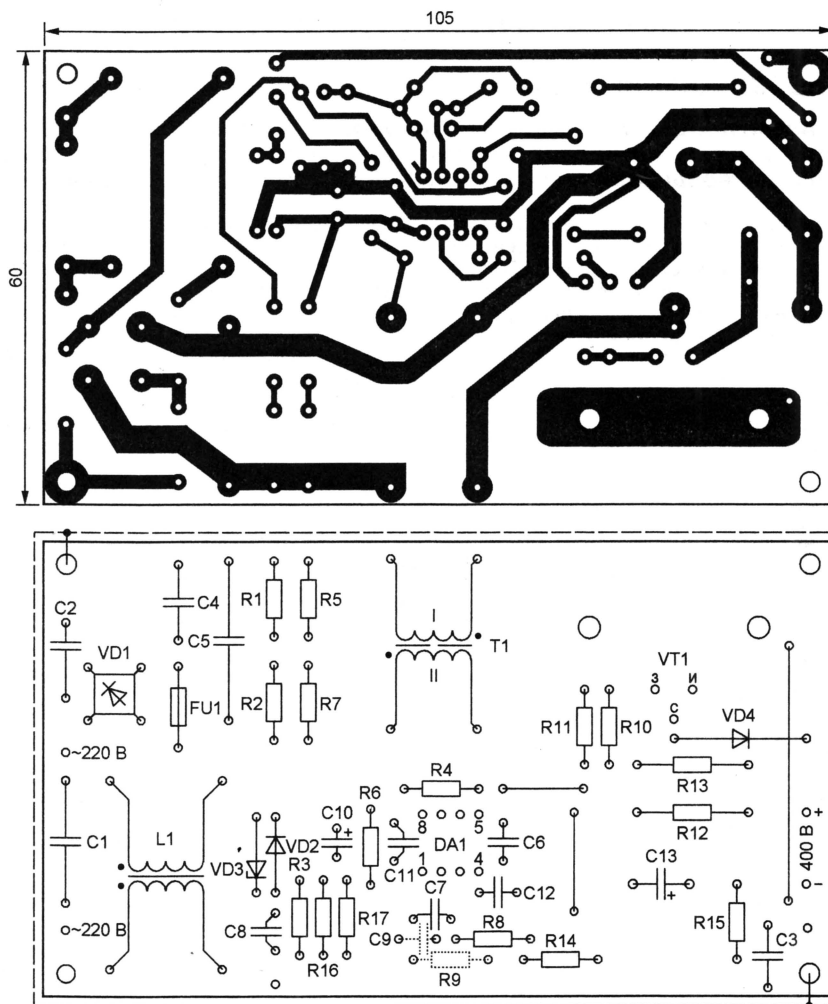 105
60
C2
VD1
C4
C5
FU1
R1
R5
R2
R7
I
II
T1
VT1
З
И
С
VD4
R11
R10
R13
R12
~220 В
~220 В
C1
L1
VD3
VD2
C10
+
R6
R4
8
5
DA1
1
4
C11
C6
C7
C12
R3
R16
R17
C8
C9
R8
R9
R14
C13
+
R15
C3
+
400 В
–